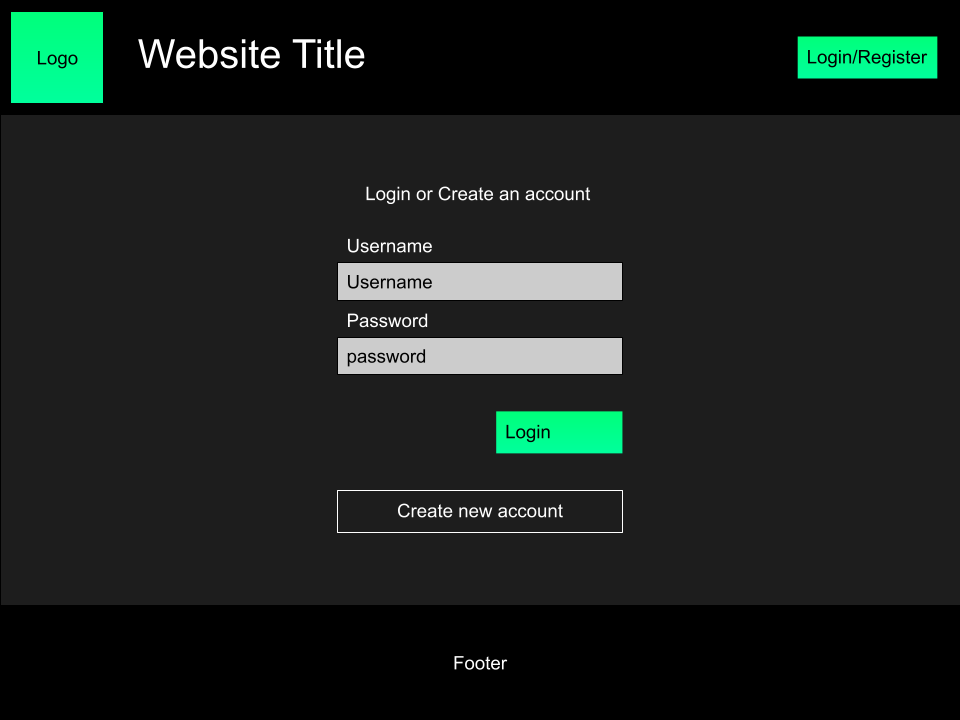 Logo
Website Title
Login/Register
Login or Create an account
Username
Username
Password
password
Login
Create new account
Footer